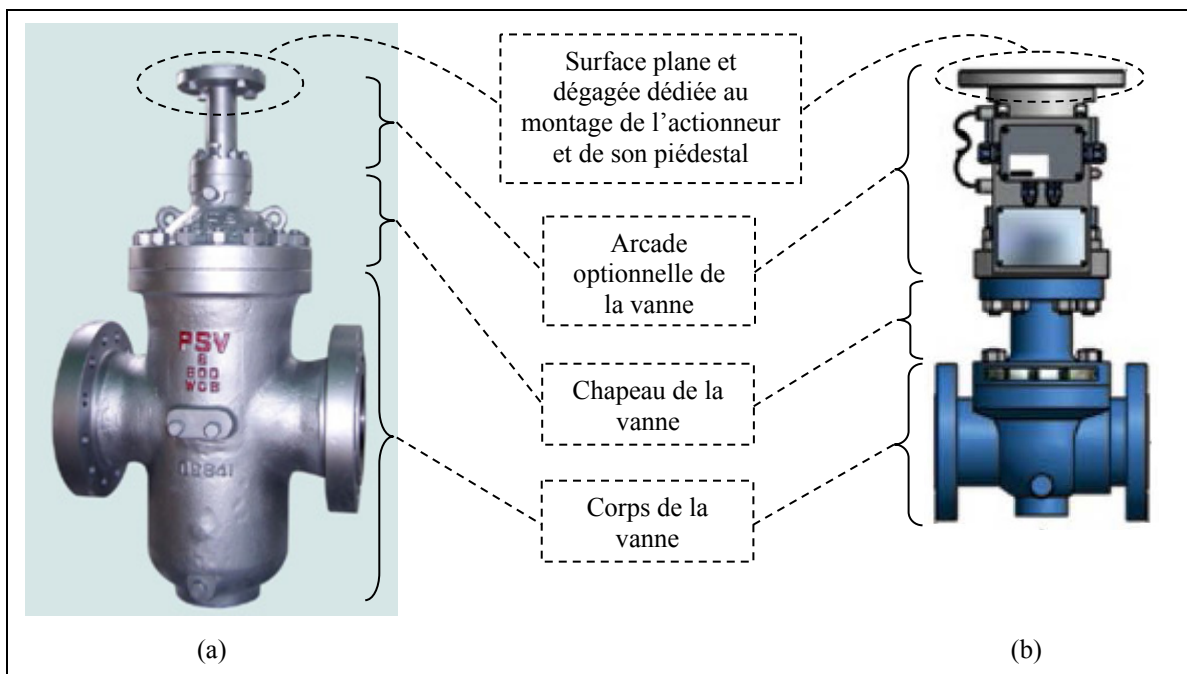 Surface plane et
dégagée dédiée au
montage de l'actionneur
et de son piédestal
Arcade
optionnelle de
la vanne
Chapeau de la
vanne
Corps de la
vanne
PSV
8
600
WCB
(a)
(b)